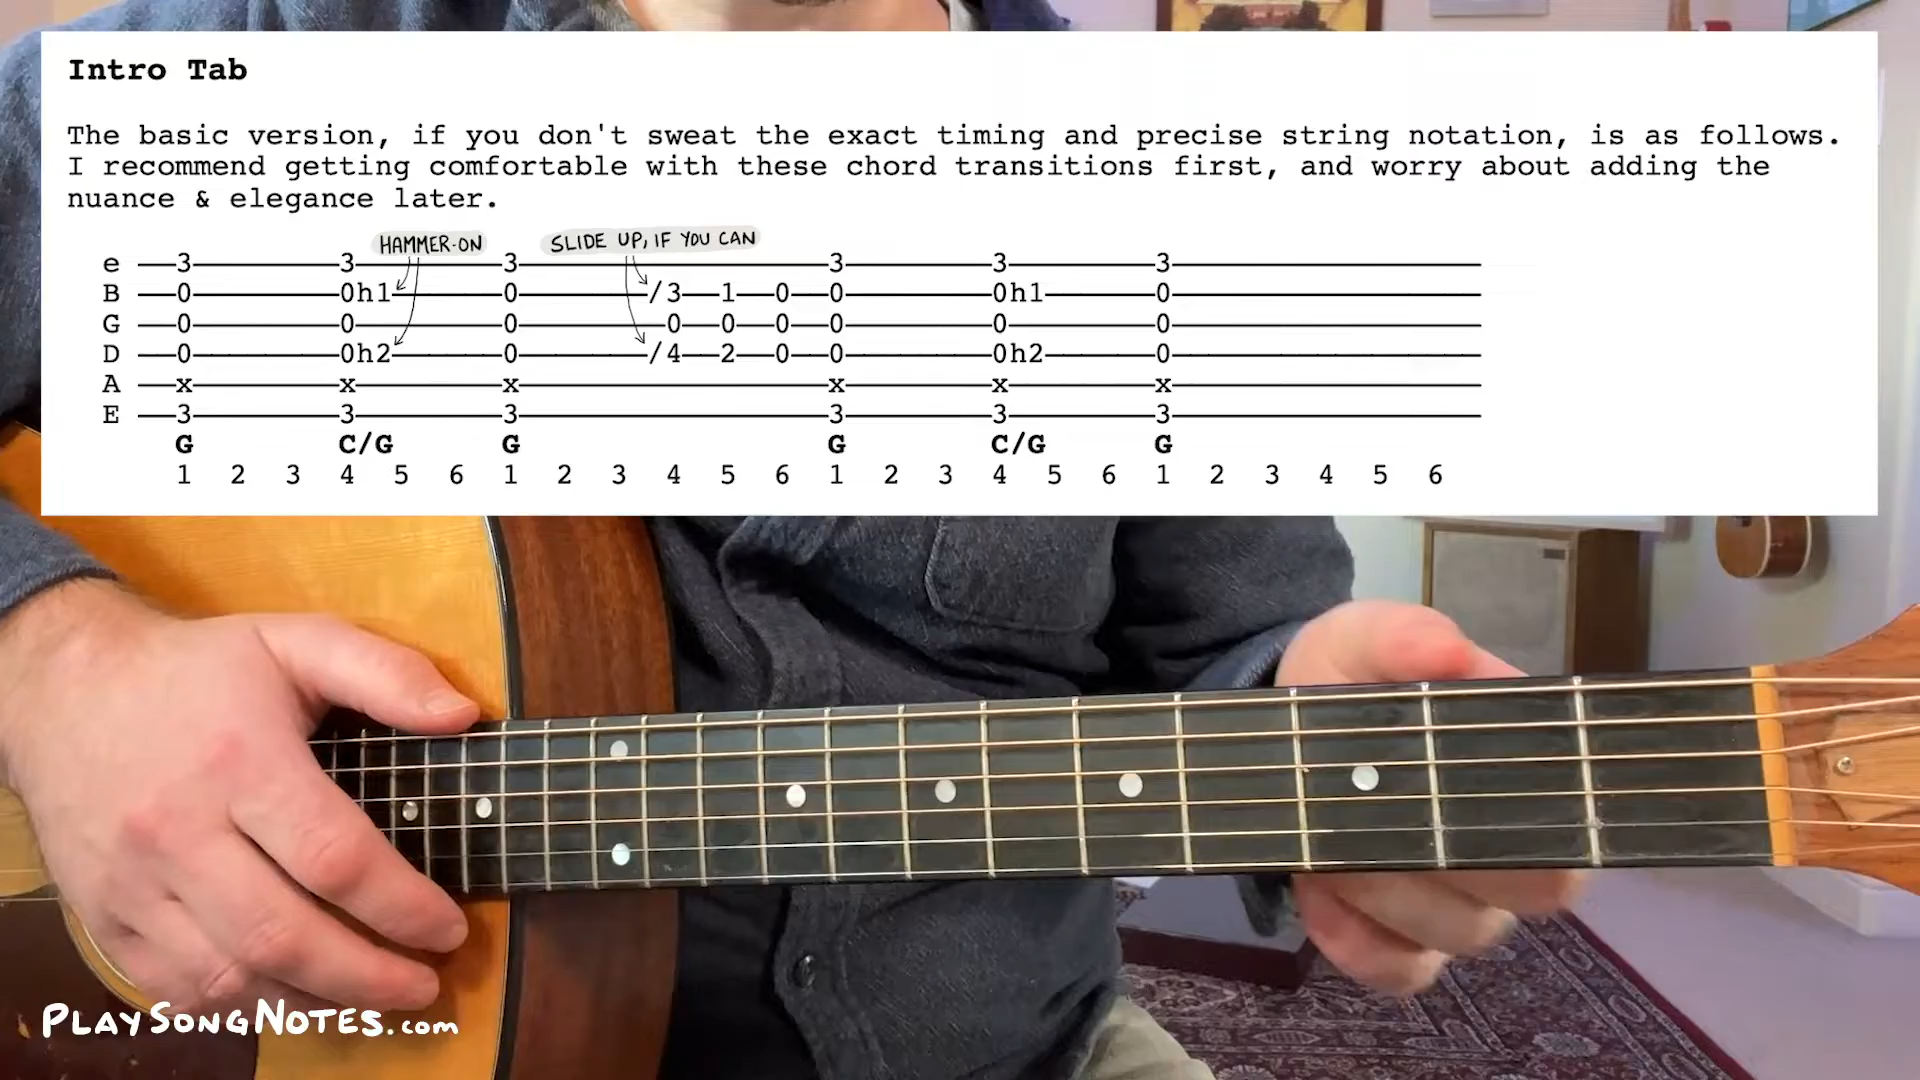 Intro Tab
The basic version, if you don't sweat the exact timing and precise string notation, is as follows.
I recommend getting comfortable with these chord transitions first, and worry about adding the
nuance & elegance later.
HAMMER-ON SLIDE UP, IF YOU CAN
e —3————————3————————3—————————————————3————————3————————3—————————
B —0————————0h1——————0———————/3——1——0——0————————0h1——————0—————————
G —0————————0————————0————————0——0——0——0————————0————————0—————————
D —0————————0h2——————0———————/4——2——0——0————————0h2——————0—————————
A —x————————x————————x—————————————————x————————x————————x—————————
E —3————————3————————3—————————————————3————————3————————3—————————
G C/G G G C/G G
1 2 3 4 5 6 1 2 3 4 5 6 1 2 3 4 5 6 1 2 3 4 5 6
PLAYSONGNOTES.COM